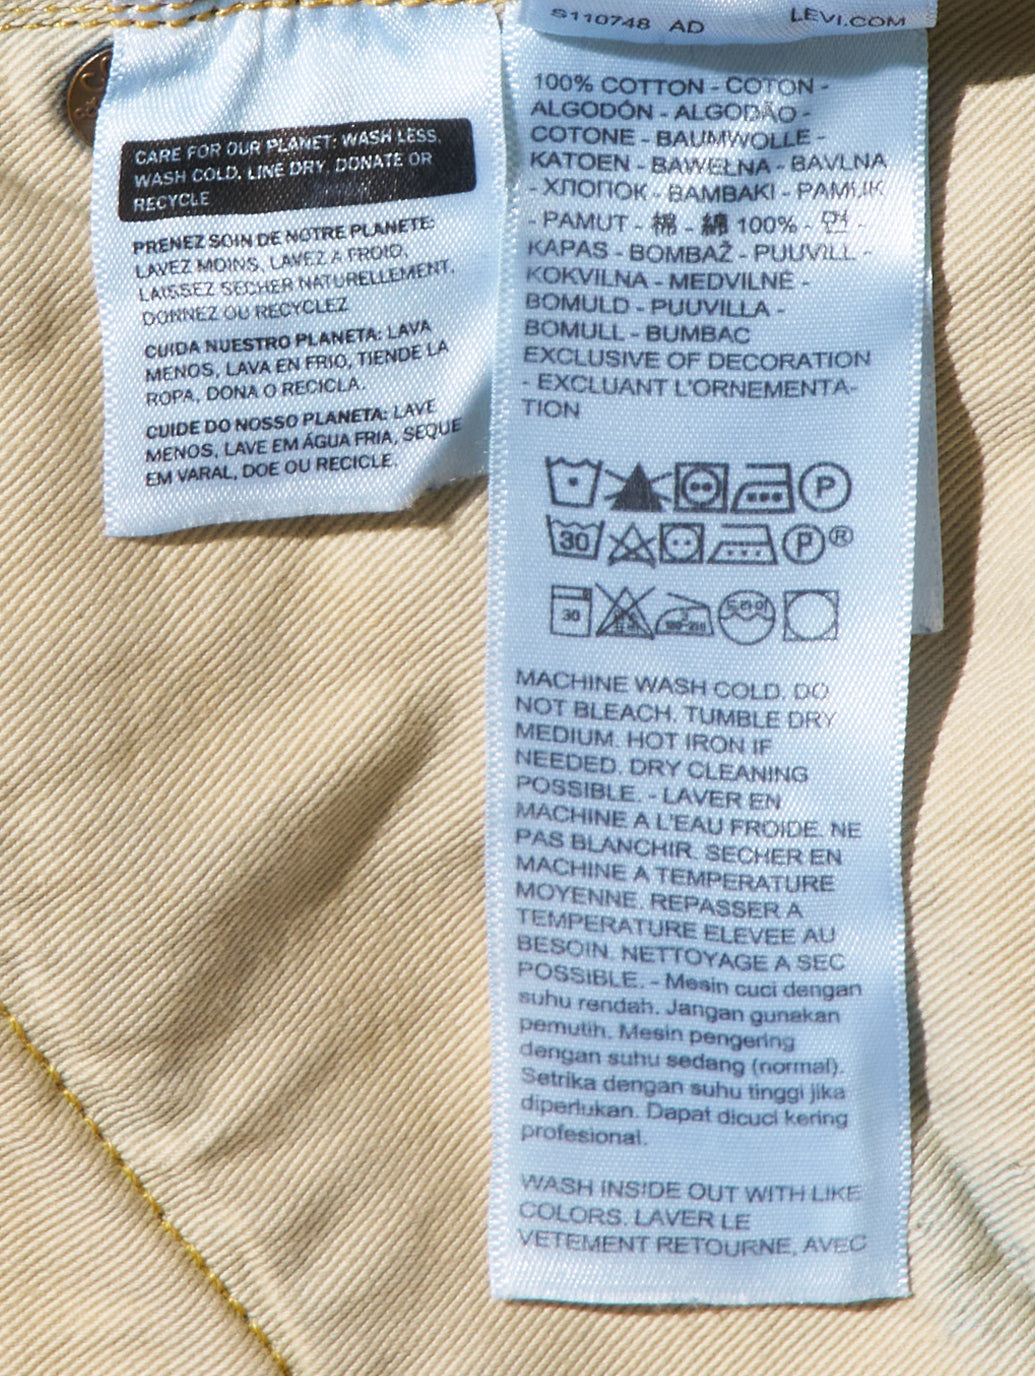 CARE FOR OUR PLANET: WASH LESS,
WASH COLD, LINE DRY, DONATE OR
RECYCLE
PRENEZ SOIN DE NOTRE PLANETE:
LAVEZ MOINS, LAVEZ A FROID,
LAISSEZ SECHER NATURELLEMENT,
DONNEZ OU RECYCLEZ
CUIDA NUESTRO PLANETA: LAVA
MENOS, LAVA EN FRIO, TIENDE LA
ROPA, DONA O RECICLA.
CUIDE DO NOSSO PLANETA: LAVE
MENOS, LAVE EM ÁGUA FRIA, SEQUE
EM VARAL, DOE OU RECICLE.
S110748 AD LEVI.COM
100% COTTON - COTON -
ALGODÓN - ALGODÃO -
COTONE - BAUMWOLLE -
KATOEN - BAWEŁNA - BAVLNA
- ХЛОПОК - BAMBAKI - PAMUK
- PAMUT - 棉 - 綿 100% - 면 -
KAPAS - BOMBAŽ - PUUVILL -
KOKVILNA - MEDVILNĖ -
BOMULD - PUUVILLA -
BOMULL - BUMBAC
EXCLUSIVE OF DECORATION
- EXCLUANT L'ORNEMENTA-
TION
P
30 P ®
30 드라이
MACHINE WASH COLD. DO
NOT BLEACH. TUMBLE DRY
MEDIUM. HOT IRON IF
NEEDED. DRY CLEANING
POSSIBLE. - LAVER EN
MACHINE A L'EAU FROIDE. NE
PAS BLANCHIR. SECHER EN
MACHINE A TEMPERATURE
MOYENNE. REPASSER A
TEMPERATURE ELEVEE AU
BESOIN. NETTOYAGE A SEC
POSSIBLE. - Mesin cuci dengan
suhu rendah. Jangan gunakan
pemutih. Mesin pengering
dengan suhu sedang (normal).
Setrika dengan suhu tinggi jika
diperlukan. Dapat dicuci kering
profesional.
WASH INSIDE OUT WITH LIKE
COLORS. LAVER LE
VETEMENT RETOURNE, AVEC